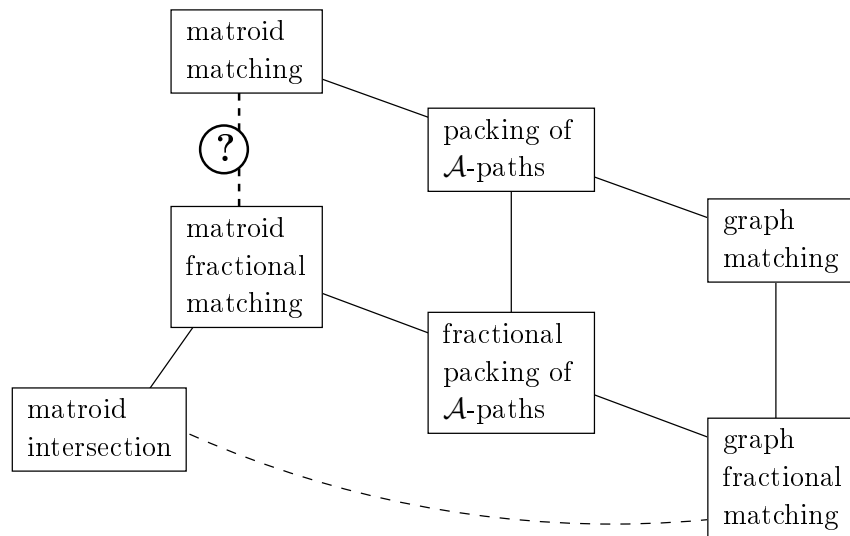 matroid
matching
packing of
𝒜-paths
?
graph
matching
matroid
fractional
matching
fractional
packing of
𝒜-paths
matroid
intersection
graph
fractional
matching